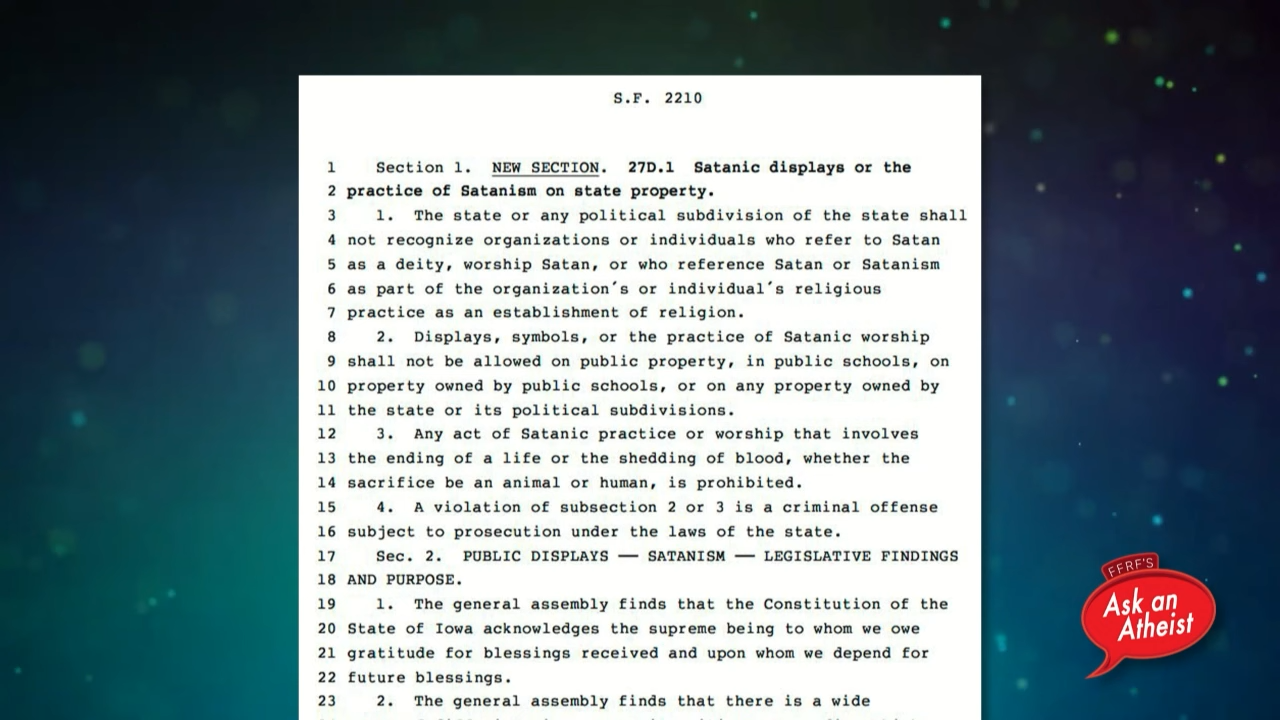 S.F. 2210
1 Section 1. NEW SECTION. 27D.1 Satanic displays or the
2 practice of Satanism on state property.
3 1. The state or any political subdivision of the state shall
4 not recognize organizations or individuals who refer to Satan
5 as a deity, worship Satan, or who reference Satan or Satanism
6 as part of the organization's or individual's religious
7 practice as an establishment of religion.
8 2. Displays, symbols, or the practice of Satanic worship
9 shall not be allowed on public property, in public schools, on
10 property owned by public schools, or on any property owned by
11 the state or its political subdivisions.
12 3. Any act of Satanic practice or worship that involves
13 the ending of a life or the shedding of blood, whether the
14 sacrifice be an animal or human, is prohibited.
15 4. A violation of subsection 2 or 3 is a criminal offense
16 subject to prosecution under the laws of the state.
17 Sec. 2. PUBLIC DISPLAYS — SATANISM — LEGISLATIVE FINDINGS
18 AND PURPOSE.
19 1. The general assembly finds that the Constitution of the
20 State of Iowa acknowledges the supreme being to whom we owe
21 gratitude for blessings received and upon whom we depend for
22 future blessings.
23 2. The general assembly finds that there is a wide
FFRF'S
Ask an
Atheist